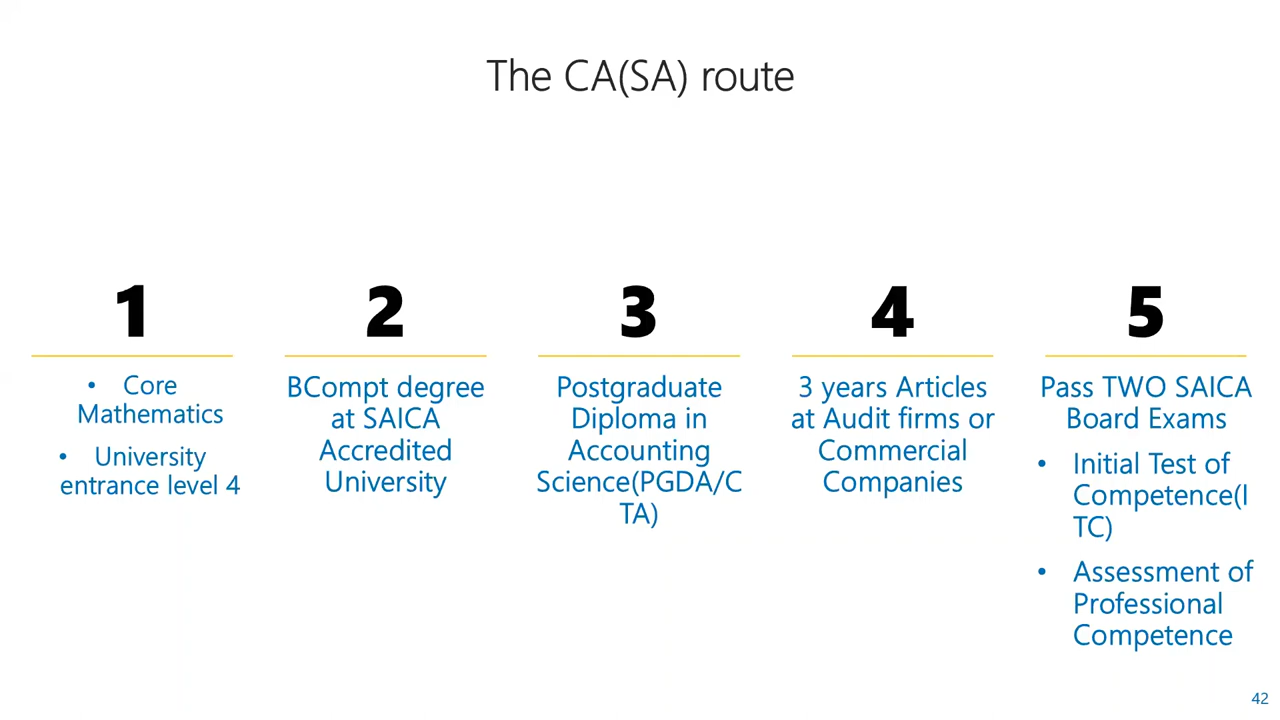 The CA(SA) route
1
• Core
Mathematics
• University
entrance level 4
2
BCompt degree
at SAICA
Accredited
University
3
Postgraduate
Diploma in
Accounting
Science(PGDA/C
TA)
4
3 years Articles
at Audit firms or
Commercial
Companies
5
Pass TWO SAICA
Board Exams
• Initial Test of
Competence(I
TC)
• Assessment of
Professional
Competence
42